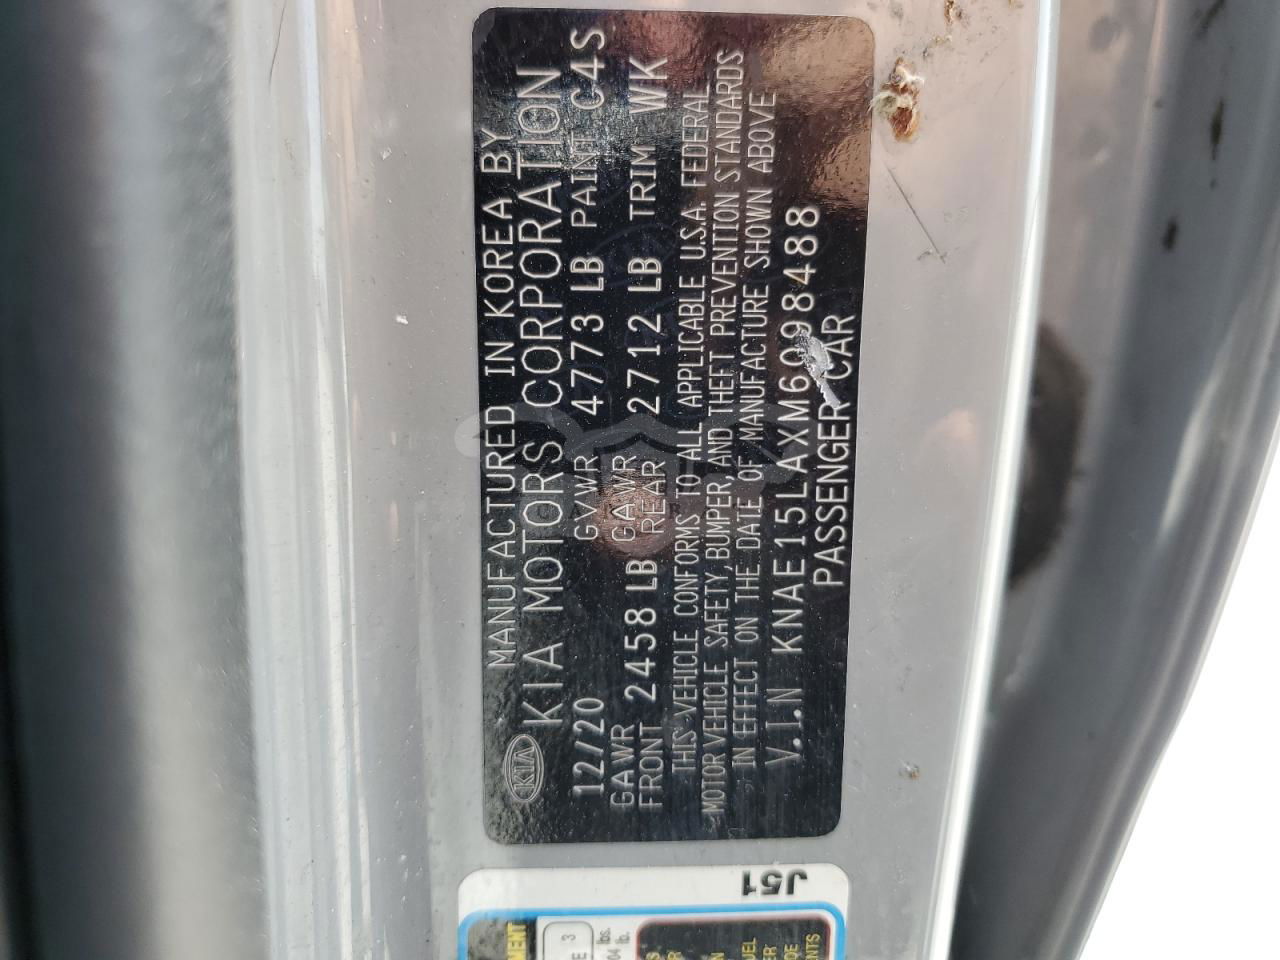 MANUFACTURED IN KOREA BY
KIA KIA MOTORS CORPORATION
12/20 GVWR 4773 LB PAINT C4S
GAWR FRONT 2458 LB GAWR REAR 2712 LB TRIM WK
THIS VEHICLE CONFORMS TO ALL APPLICABLE U.S.A. FEDERAL
MOTOR VEHICLE SAFETY, BUMPER, AND THEFT PREVENTION STANDARDS
IN EFFECT ON THE DATE OF MANUFACTURE SHOWN ABOVE
V.I.N KNAE15LAXM6098488
PASSENGER CAR
J51